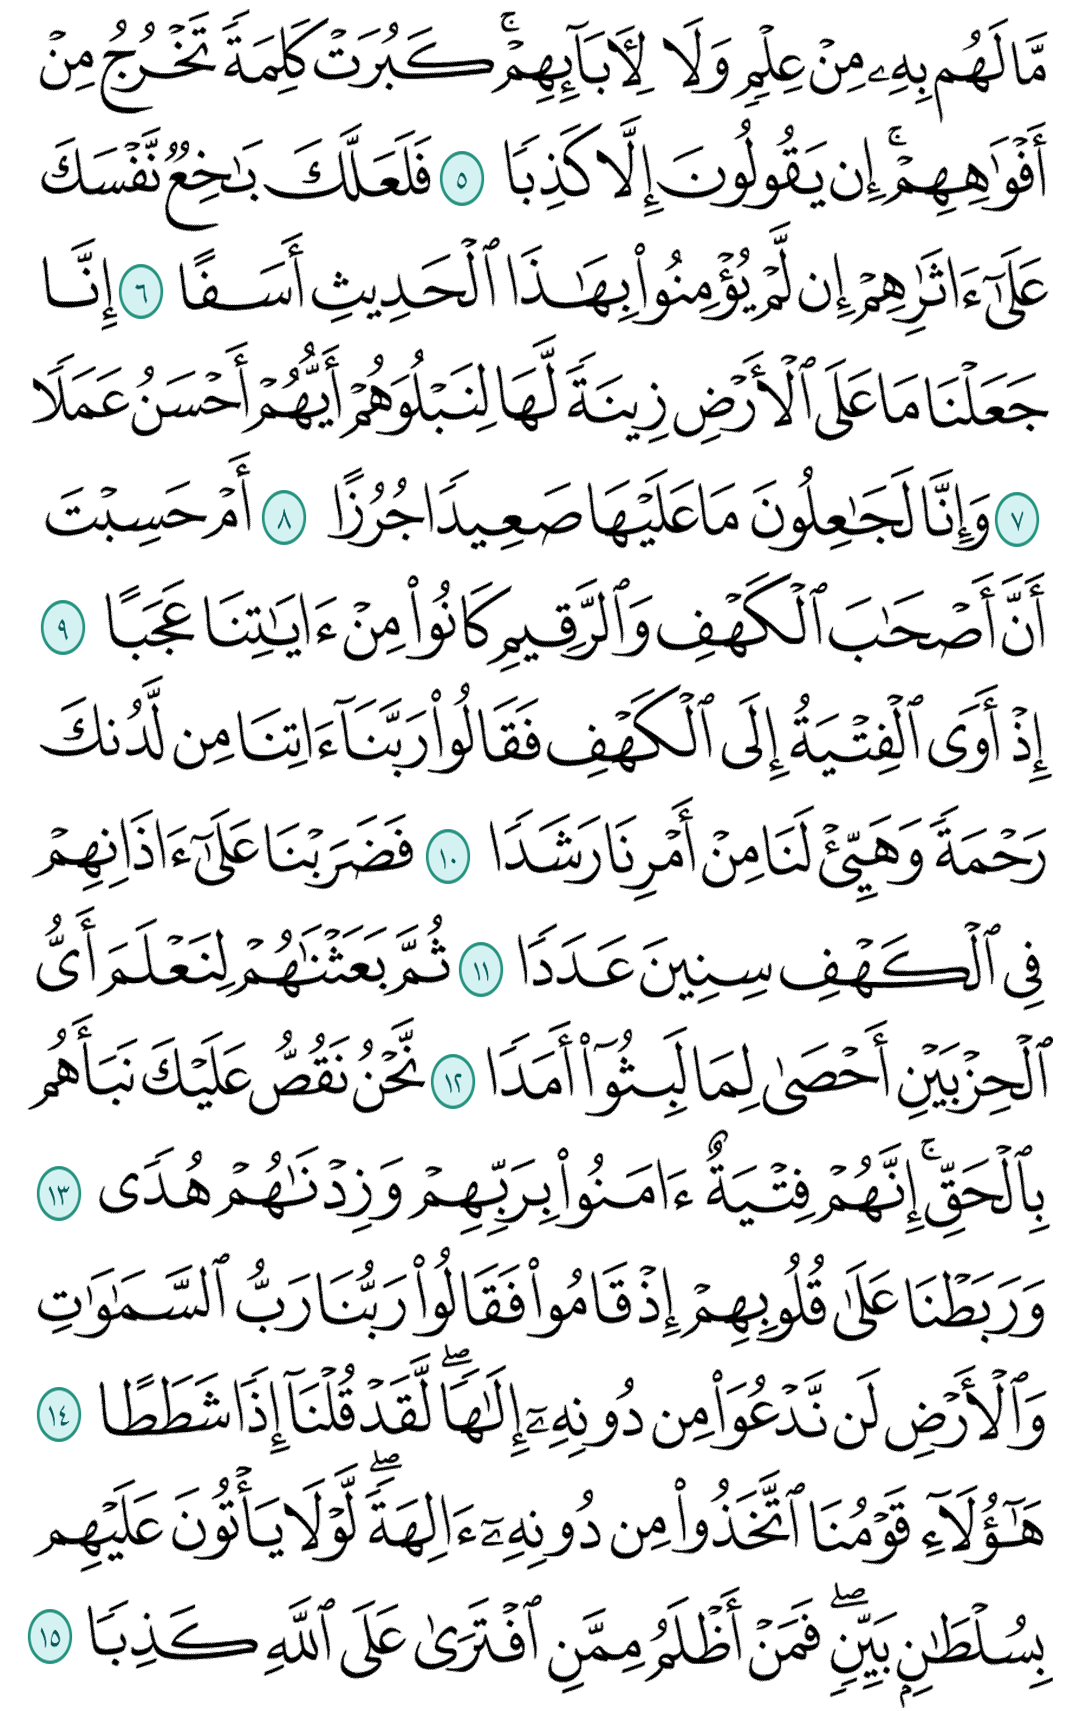 مَّا لَهُم بِهِۦ مِنْ عِلْمٍ وَلَا لِءَابَآئِهِمْ ۚ كَبُرَتْ كَلِمَةً تَخْرُجُ مِنْ
أَفْوَٰهِهِمْ ۚ إِن يَقُولُونَ إِلَّا كَذِبًا ٥ فَلَعَلَّكَ بَـٰخِعٌ نَّفْسَكَ
عَلَىٰٓ ءَاثَـٰرِهِمْ إِن لَّمْ يُؤْمِنُوا۟ بِهَـٰذَا ٱلْحَدِيثِ أَسَفًا ٦ إِنَّا
جَعَلْنَا مَا عَلَى ٱلْأَرْضِ زِينَةً لَّهَا لِنَبْلُوَهُمْ أَيُّهُمْ أَحْسَنُ عَمَلًا
٧ وَإِنَّا لَجَـٰعِلُونَ مَا عَلَيْهَا صَعِيدًا جُرُزًا ٨ أَمْ حَسِبْتَ
أَنَّ أَصْحَـٰبَ ٱلْكَهْفِ وَٱلرَّقِيمِ كَانُوا۟ مِنْ ءَايَـٰتِنَا عَجَبًا ٩
إِذْ أَوَى ٱلْفِتْيَةُ إِلَى ٱلْكَهْفِ فَقَالُوا۟ رَبَّنَآ ءَاتِنَا مِن لَّدُنكَ
رَحْمَةً وَهَيِّئْ لَنَا مِنْ أَمْرِنَا رَشَدًا ١٠ فَضَرَبْنَا عَلَىٰٓ ءَاذَانِهِمْ
فِى ٱلْكَهْفِ سِنِينَ عَدَدًا ١١ ثُمَّ بَعَثْنَـٰهُمْ لِنَعْلَمَ أَىُّ
ٱلْحِزْبَيْنِ أَحْصَىٰ لِمَا لَبِثُوٓا۟ أَمَدًا ١٢ نَّحْنُ نَقُصُّ عَلَيْكَ نَبَأَهُم
بِٱلْحَقِّ ۚ إِنَّهُمْ فِتْيَةٌ ءَامَنُوا۟ بِرَبِّهِمْ وَزِدْنَـٰهُمْ هُدًى ١٣
وَرَبَطْنَا عَلَىٰ قُلُوبِهِمْ إِذْ قَامُوا۟ فَقَالُوا۟ رَبُّنَا رَبُّ ٱلسَّمَـٰوَٰتِ
وَٱلْأَرْضِ لَن نَّدْعُوَا۟ مِن دُونِهِۦٓ إِلَـٰهًا ۖ لَّقَدْ قُلْنَآ إِذًا شَطَطًا ١٤
هَـٰٓؤُلَآءِ قَوْمُنَا ٱتَّخَذُوا۟ مِن دُونِهِۦٓ ءَالِهَةً ۖ لَّوْلَا يَأْتُونَ عَلَيْهِم
بِسُلْطَـٰنٍۭ بَيِّنٍ ۖ فَمَنْ أَظْلَمُ مِمَّنِ ٱفْتَرَىٰ عَلَى ٱللَّهِ كَذِبًا ١٥